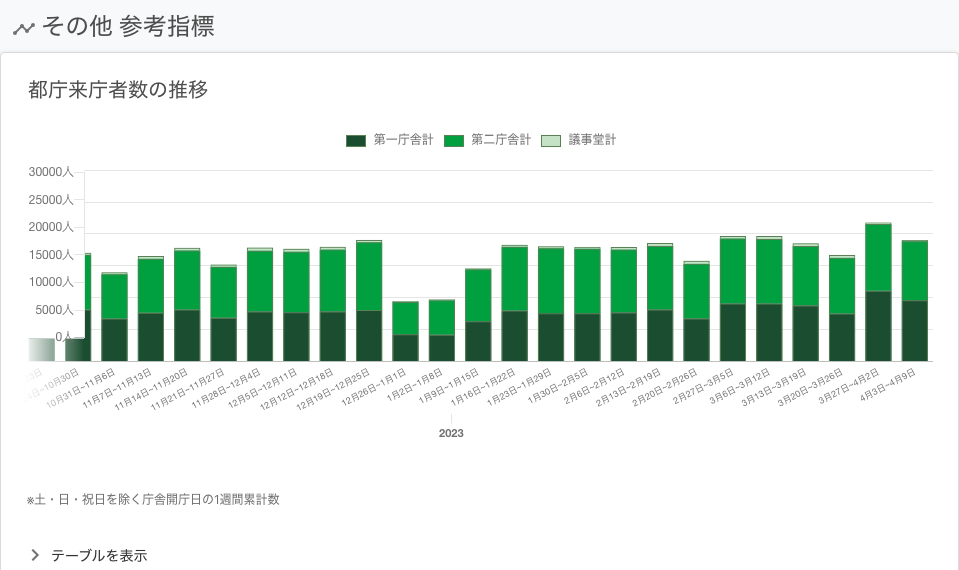 その他 参考指標
都庁来庁者数の推移
第一庁舎計 第二庁舎計 議事堂計
30000人
25000人
20000人
15000人
10000人
5000人
0人
10月31日~11月6日
11月7日~11月13日
11月14日~11月20日
11月21日~11月27日
11月28日~12月4日
12月5日~12月11日
12月12日~12月18日
12月19日~12月25日
12月26日~1月1日
1月2日~1月8日
1月9日~1月15日
1月16日~1月22日
1月23日~1月29日
1月30日~2月5日
2月6日~2月12日
2月13日~2月19日
2月20日~2月26日
2月27日~3月5日
3月6日~3月12日
3月13日~3月19日
3月20日~3月26日
3月27日~4月2日
4月3日~4月9日
2023
※土・日・祝日を除く庁舎開庁日の1週間累計数
テーブルを表示